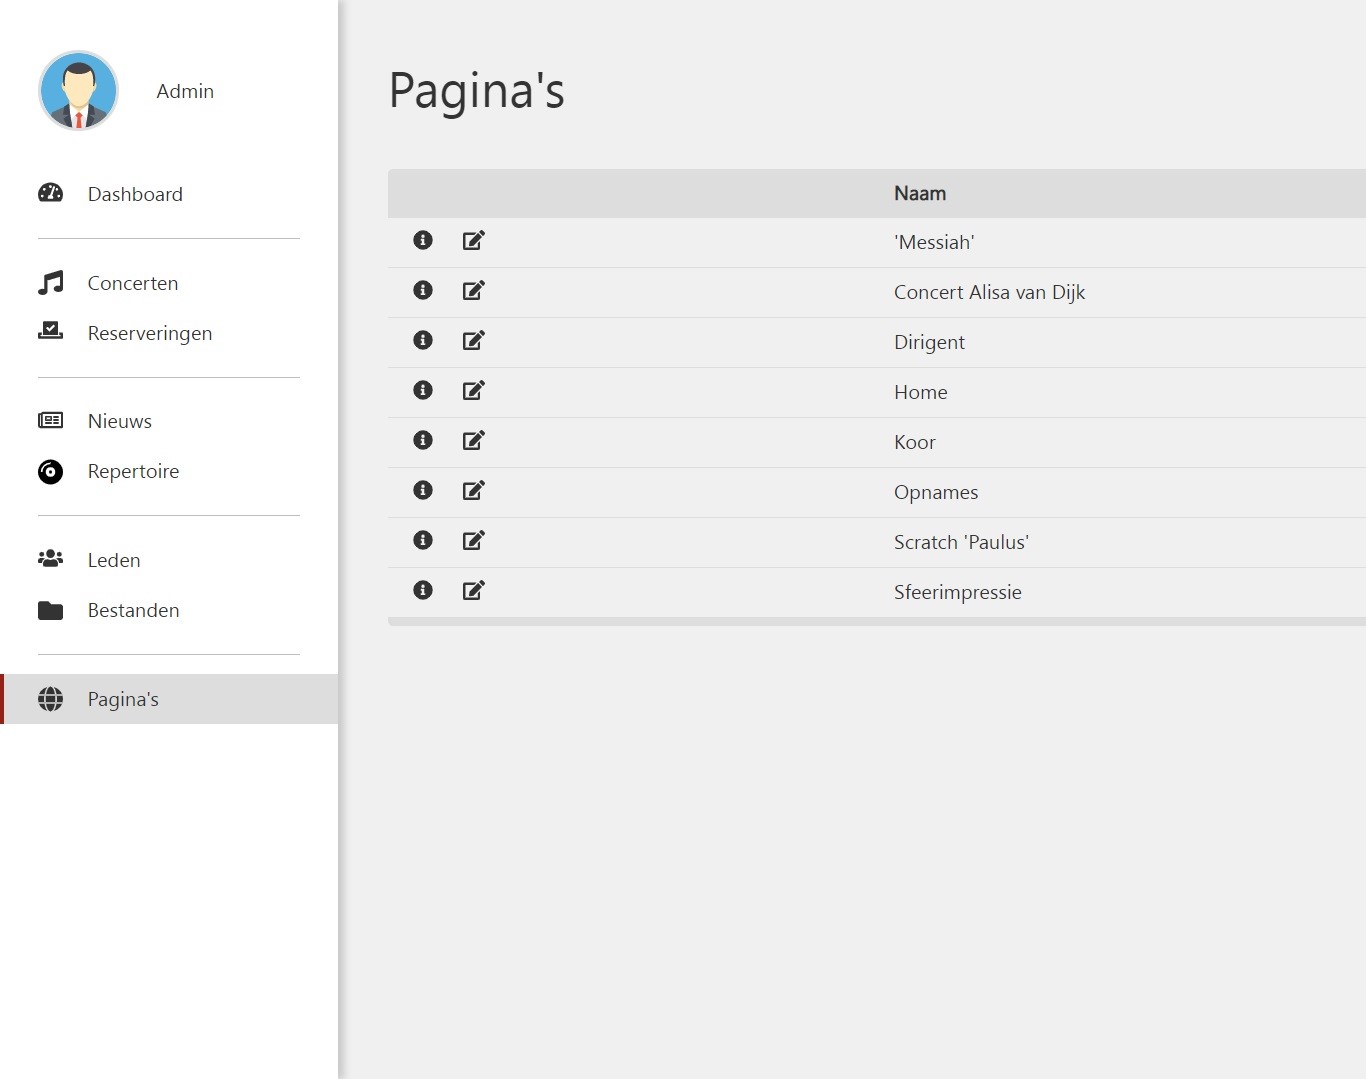 Admin
Dashboard
Concerten
Reserveringen
Nieuws
Repertoire
Leden
Bestanden
Pagina's
Pagina's
Naam
'Messiah'
Concert Alisa van Dijk
Dirigent
Home
Koor
Opnames
Scratch 'Paulus'
Sfeerimpressie